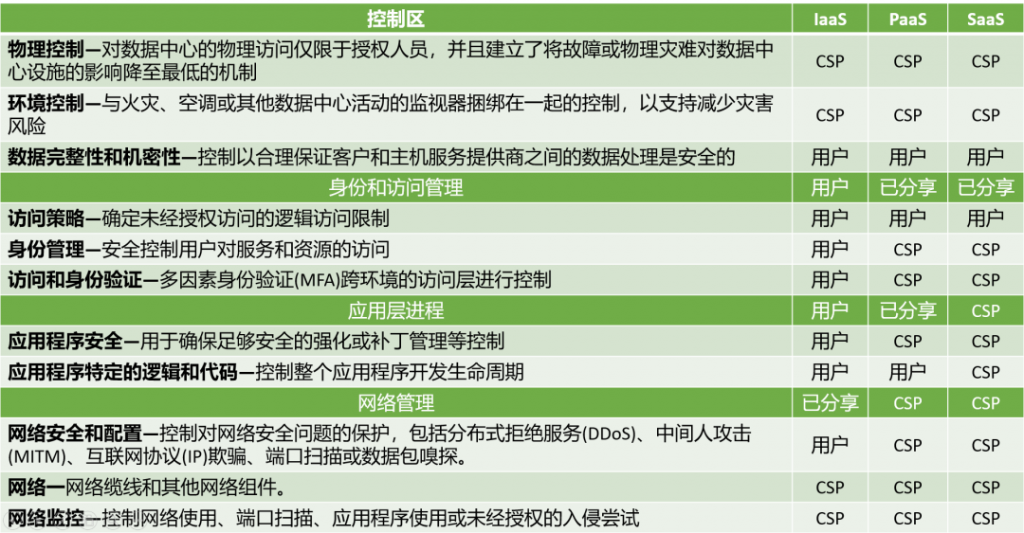 控制区 IaaS PaaS SaaS
物理控制—对数据中心的物理访问仅限于授权人员，并且建立了将故障或物理灾难对数据中
心设施的影响降至最低的机制 CSP CSP CSP
环境控制—与火灾、空调或其他数据中心活动的监视器捆绑在一起的控制，以支持减少灾害
风险 CSP CSP CSP
数据完整性和机密性—控制以合理保证客户和主机服务提供商之间的数据处理是安全的 用户 用户 用户
身份和访问管理 用户 已分享 已分享
访问策略—确定未经授权访问的逻辑访问限制 用户 用户 用户
身份管理—安全控制用户对服务和资源的访问 用户 CSP CSP
访问和身份验证—多因素身份验证(MFA)跨环境的访问层进行控制 用户 CSP CSP
应用层进程 用户 已分享 CSP
应用程序安全—用于确保足够安全的强化或补丁管理等控制 用户 CSP CSP
应用程序特定的逻辑和代码—控制整个应用程序开发生命周期 用户 用户 CSP
网络管理 已分享 CSP CSP
网络安全和配置—控制对网络安全问题的保护，包括分布式拒绝服务(DDoS)、中间人攻击
(MITM)、互联网协议(IP)欺骗、端口扫描或数据包嗅探。 用户 CSP CSP
网络一网络缆线和其他网络组件。 CSP CSP CSP
网络监控—控制网络使用、端口扫描、应用程序使用或未经授权的入侵尝试 CSP CSP CSP